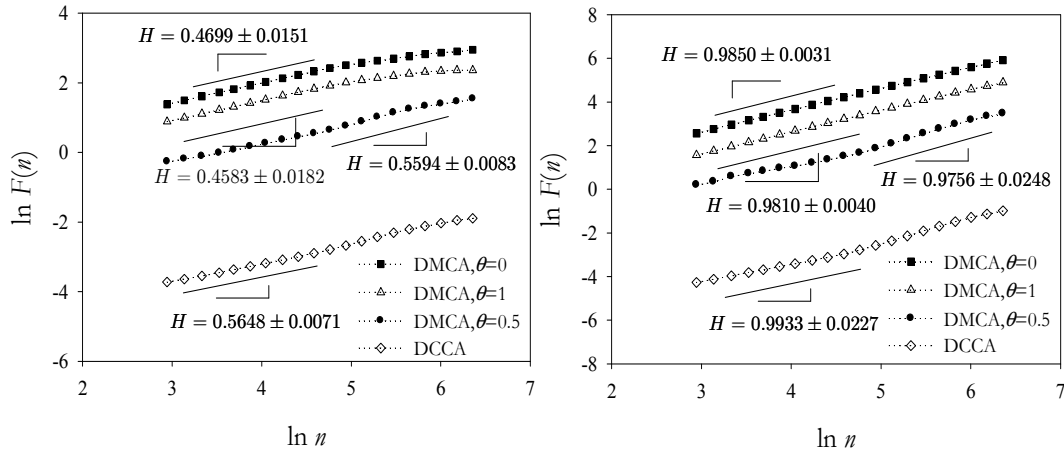 4
2
0
-2
-4
-6
2
3
4
5
6
7
ln F(n)
ln n
H = 0.4699 ± 0.0151
H = 0.5594 ± 0.0083
H = 0.4583 ± 0.0182
H = 0.5648 ± 0.0071
DMCA,θ=0
DMCA,θ=1
DMCA,θ=0.5
DCCA
8
6
4
2
0
-2
-4
-6
-8
2
3
4
5
6
7
ln F(n)
ln n
H = 0.9850 ± 0.0031
H = 0.9756 ± 0.0248
H = 0.9810 ± 0.0040
H = 0.9933 ± 0.0227
DMCA,θ=0
DMCA,θ=1
DMCA,θ=0.5
DCCA